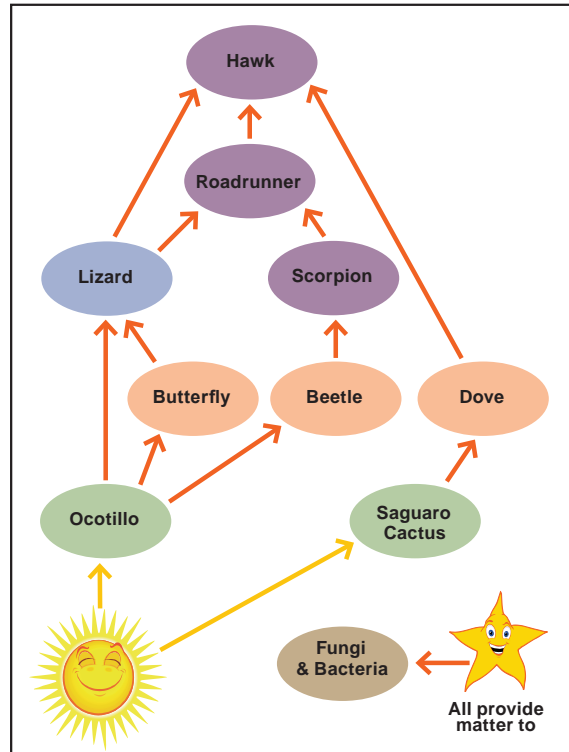 Hawk
Roadrunner
Lizard
Scorpion
Butterfly
Beetle
Dove
Ocotillo
Saguaro
Cactus
Fungi
& Bacteria
All provide
matter to